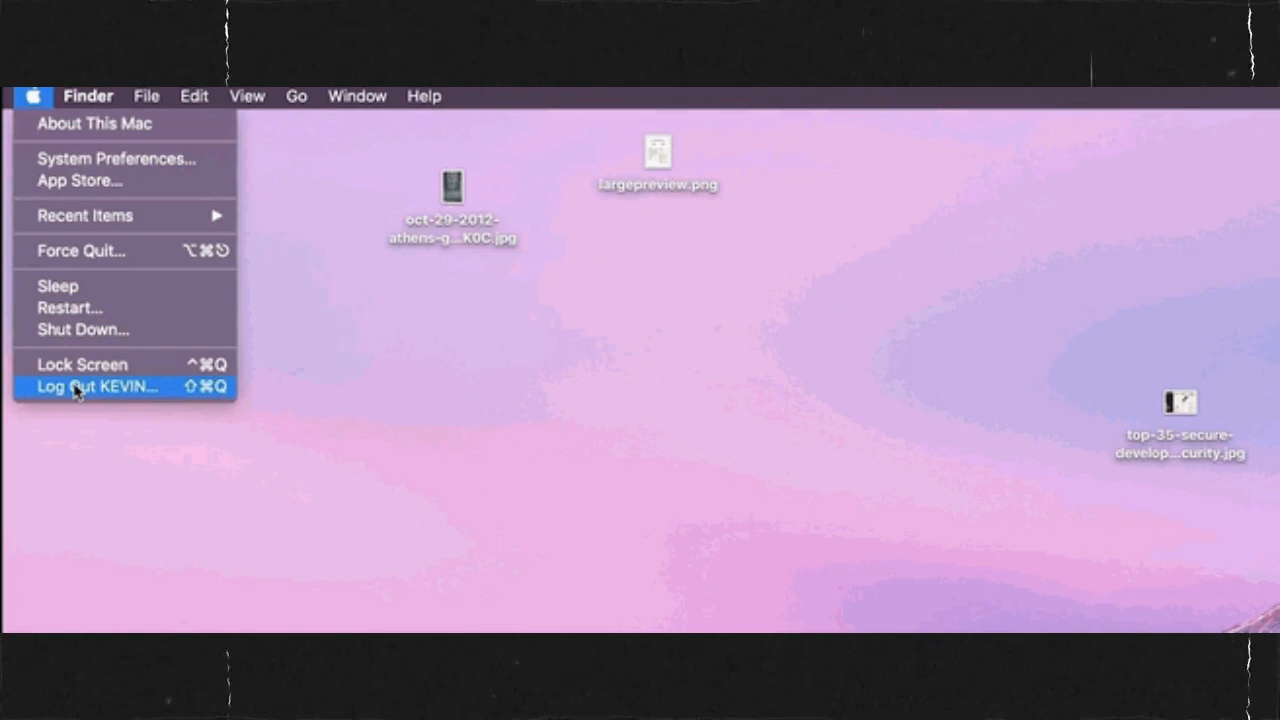 Finder File Edit View Go Window Help
About This Mac
System Preferences...
App Store...
Recent Items ▶
Force Quit... ⌥⌘⎋
Sleep
Restart...
Shut Down...
Lock Screen ^⌘Q
Log Out KEVIN... ⇧⌘Q
largepreview.png
oct-29-2012-
athens-g...K0C.jpg
top-35-secure-
develop...curity.jpg